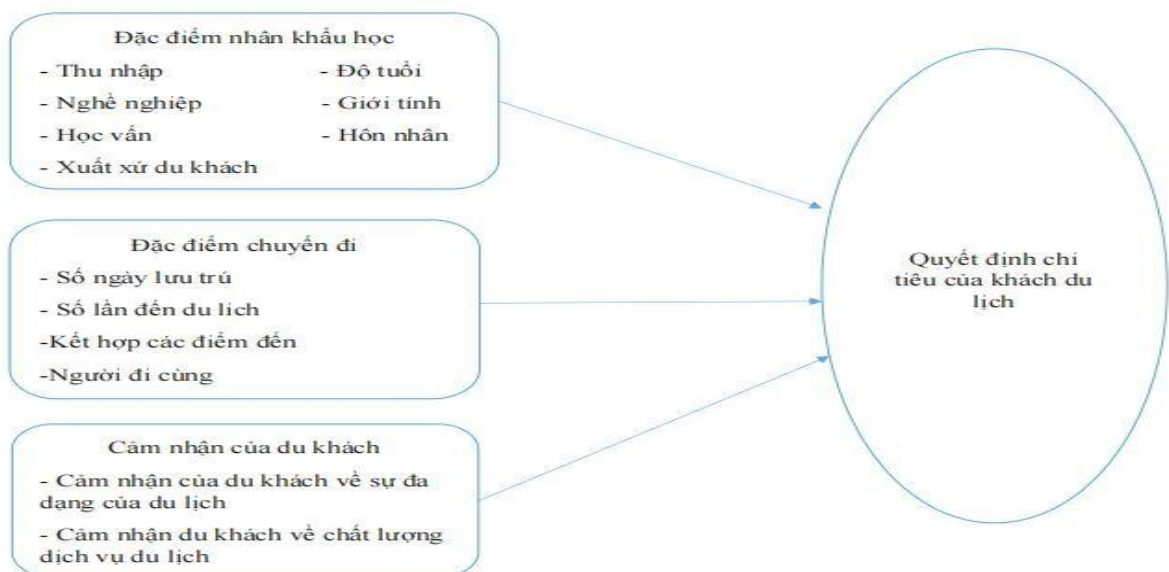 Đặc điểm nhân khẩu học
- Thu nhập - Độ tuổi
- Nghề nghiệp - Giới tính
- Học vấn - Hôn nhân
- Xuất xứ du khách
Đặc điểm chuyến đi
- Số ngày lưu trú
- Số lần đến du lich
-Kết hợp các điểm đến
-Người đi cùng
Cảm nhận của du khách
- Cảm nhận của du khách về sự đa
dạng của du lịch
- Cảm nhận du khách về chất lượng
dịch vụ du lịch
Quyết định chi
tiêu của khách du
lịch